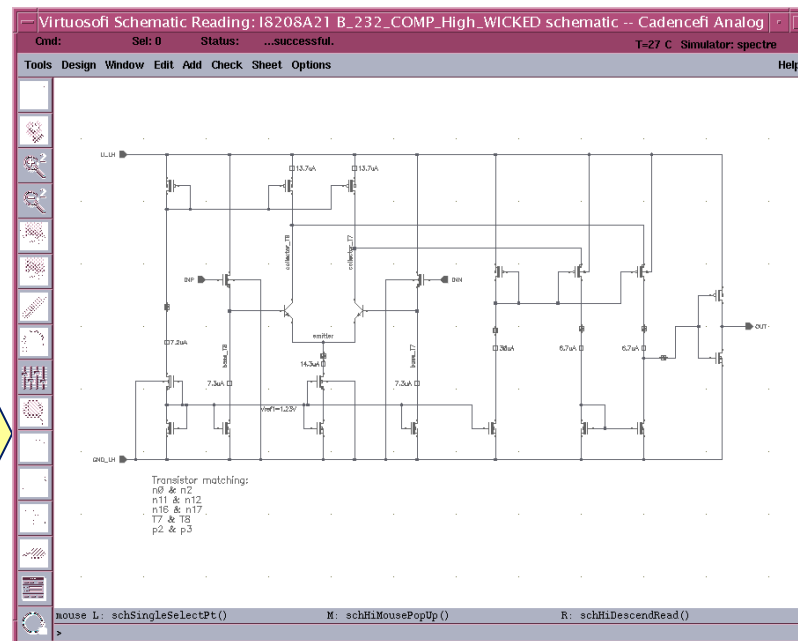 Virtuosofi Schematic Reading: I8208A21 B_232_COMP_High_WICKED schematic -- Cadencefi Analog
Cmd: Sel: 0 Status: ...successful. T=27 C Simulator: spectre
Tools Design Window Edit Add Check Sheet Options Help
U_LH
13.7uA 13.7uA
collector_T8 collector_T7
INP INN
emitter
OUT
7.2uA base_T8 14.3uA base_T7 30uA 6.7uA 6.7uA
7.3uA 7.3uA
Vref1=1.23V
GND_LH
Transistor matching:
n0 & n2
n11 & n12
n16 & n17
T7 & T8
p2 & p3
mouse L: schSingleSelectPt() M: schHiMousePopUp() R: schHiDescendRead()
>